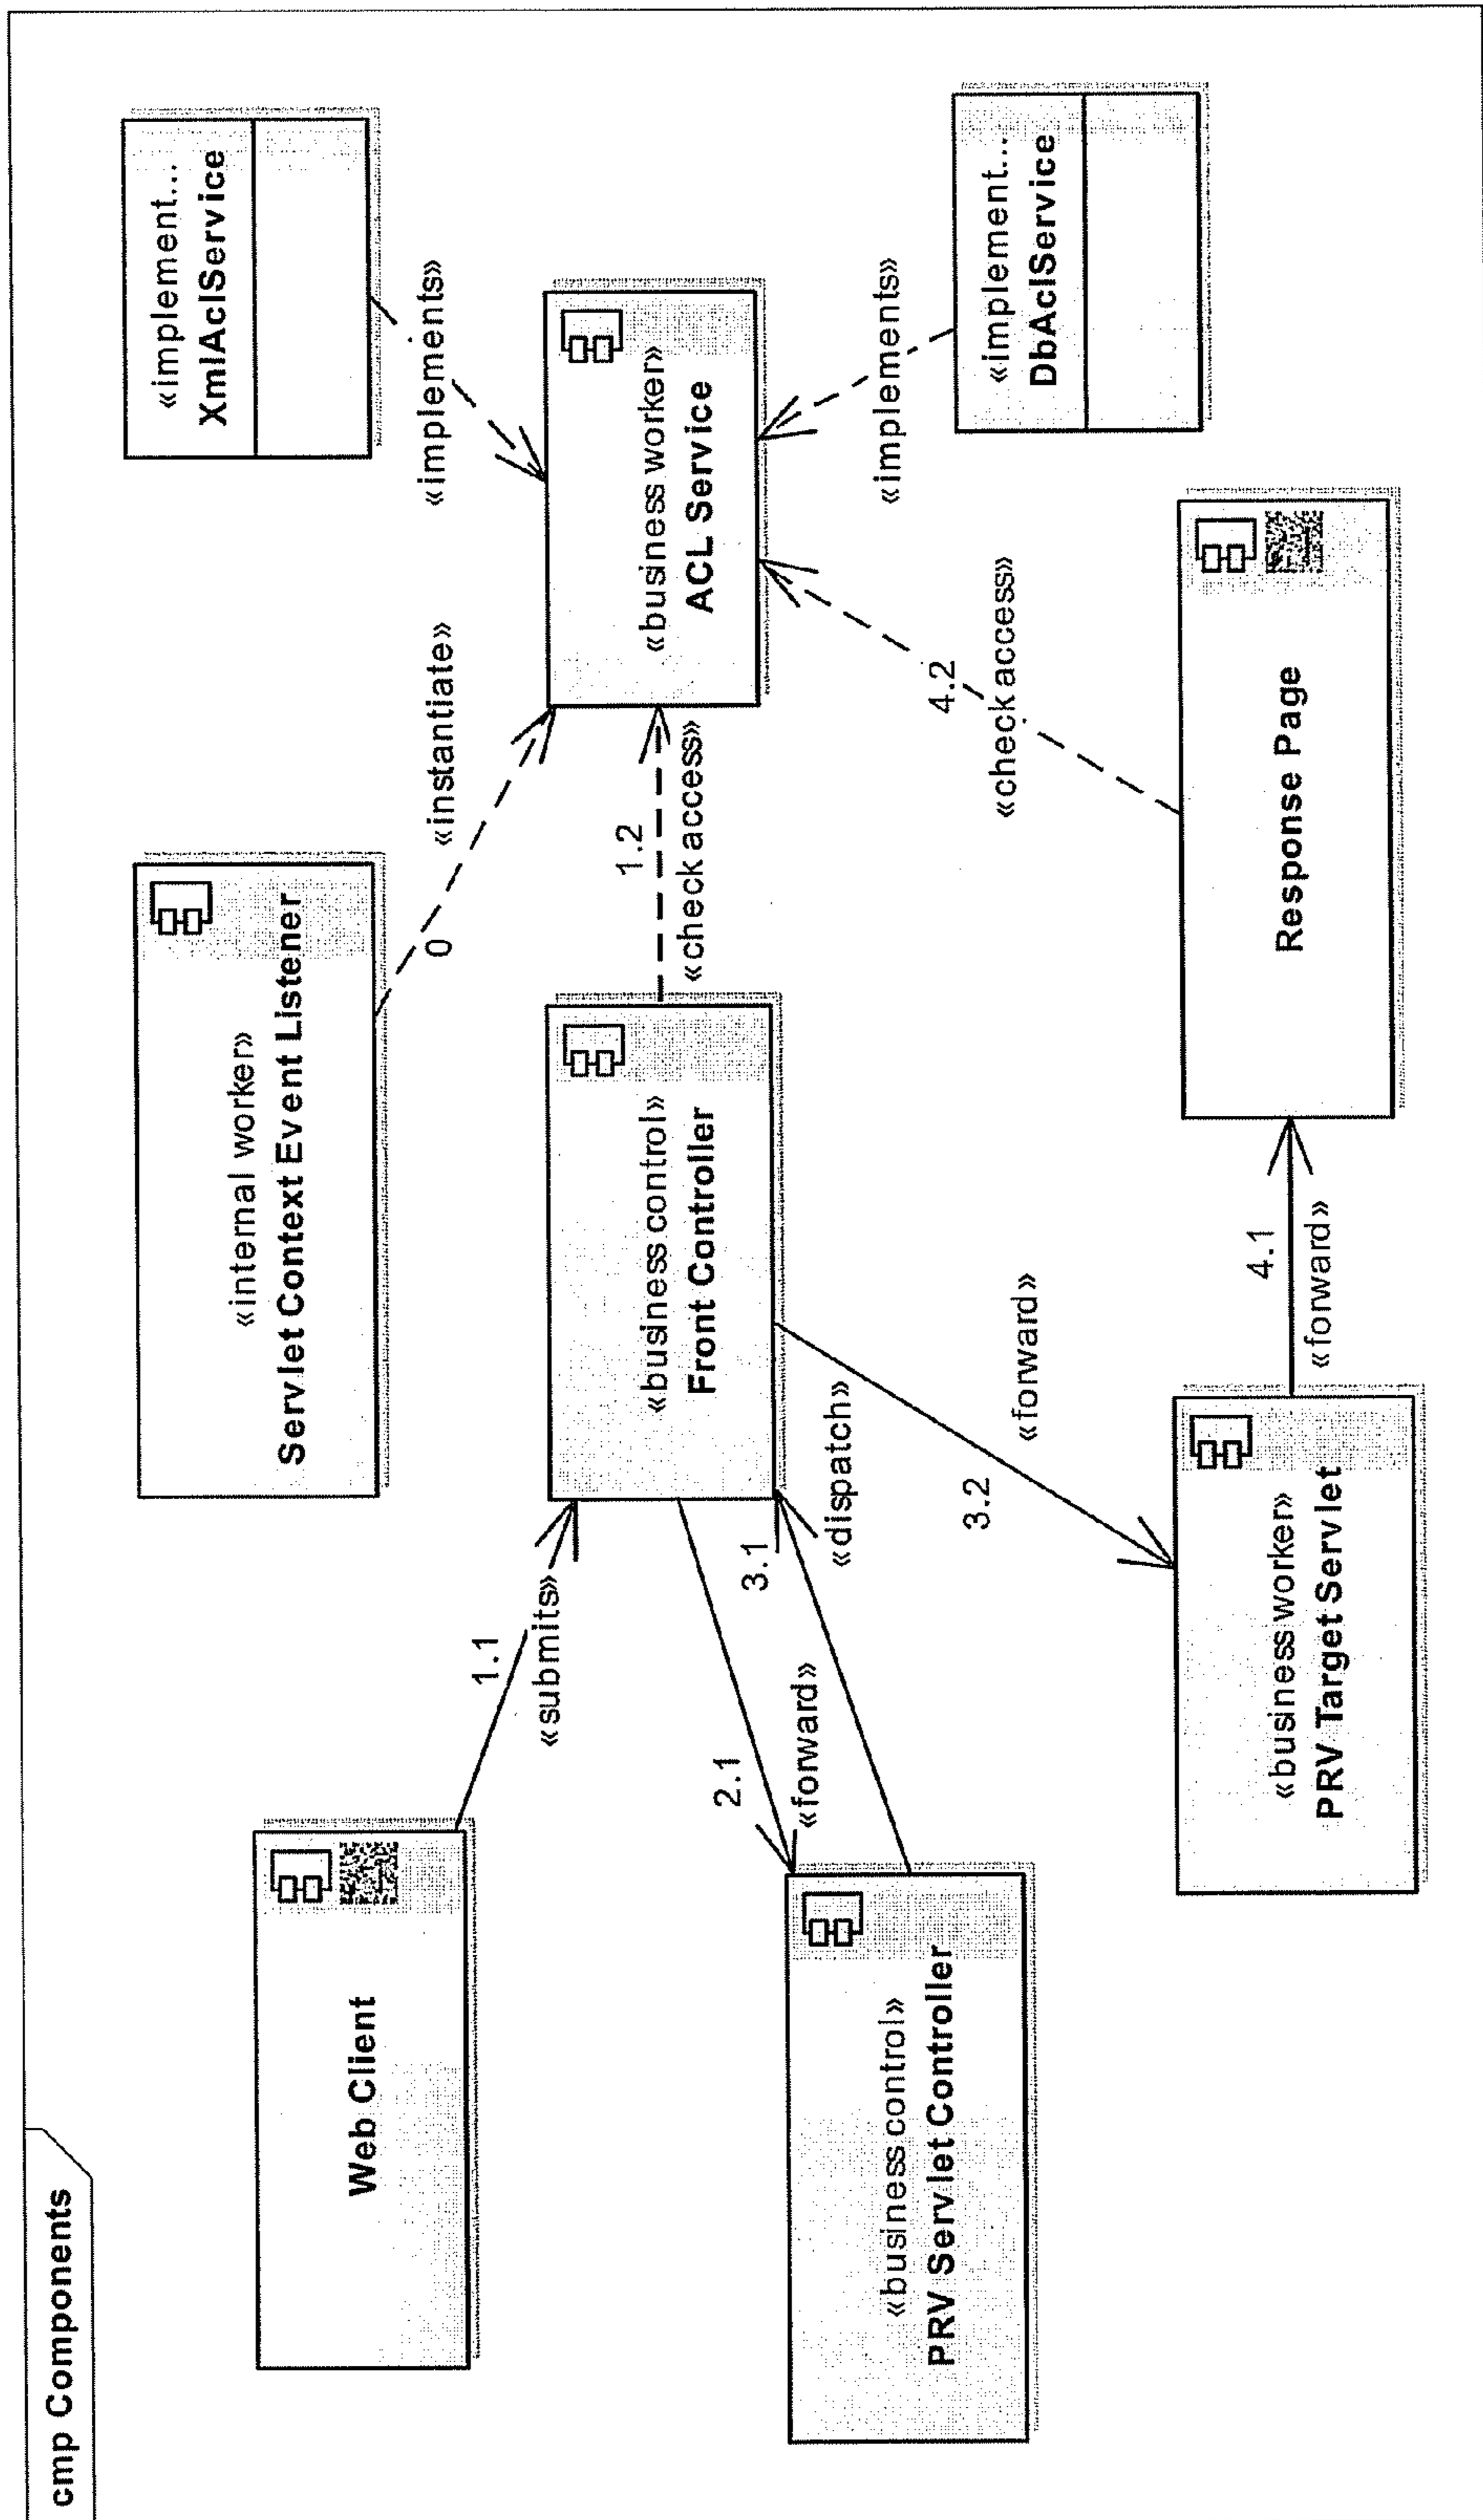 cmp Components
Web Client
1.1
«submits»
«internal worker»
Servlet Context Event Listener
0
«instantiate»
«implement...
XmlAclService
«implements»
«business control»
Front Controller
1.2
«check access»
«business worker»
ACL Service
«implements»
«implement...
DbAclService
2.1
«forward»
3.1
«dispatch»
«business control»
PRV Servlet Controller
3.2
«forward»
«business worker»
PRV Target Servlet
4.1
«forward»
Response Page
4.2
«check access»